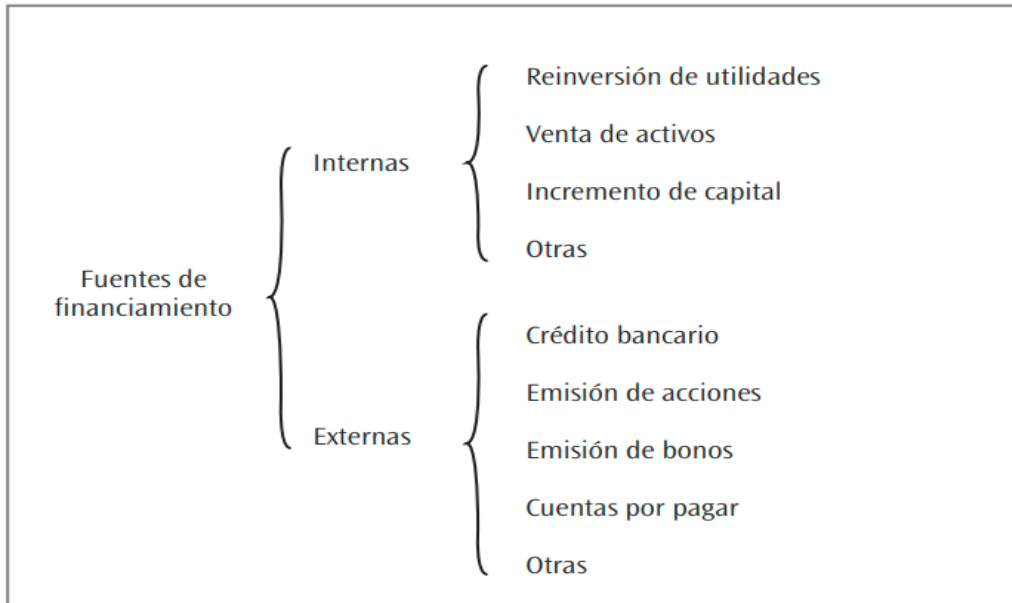 Fuentes de
financiamiento
Internas
Reinversión de utilidades
Venta de activos
Incremento de capital
Otras
Externas
Crédito bancario
Emisión de acciones
Emisión de bonos
Cuentas por pagar
Otras